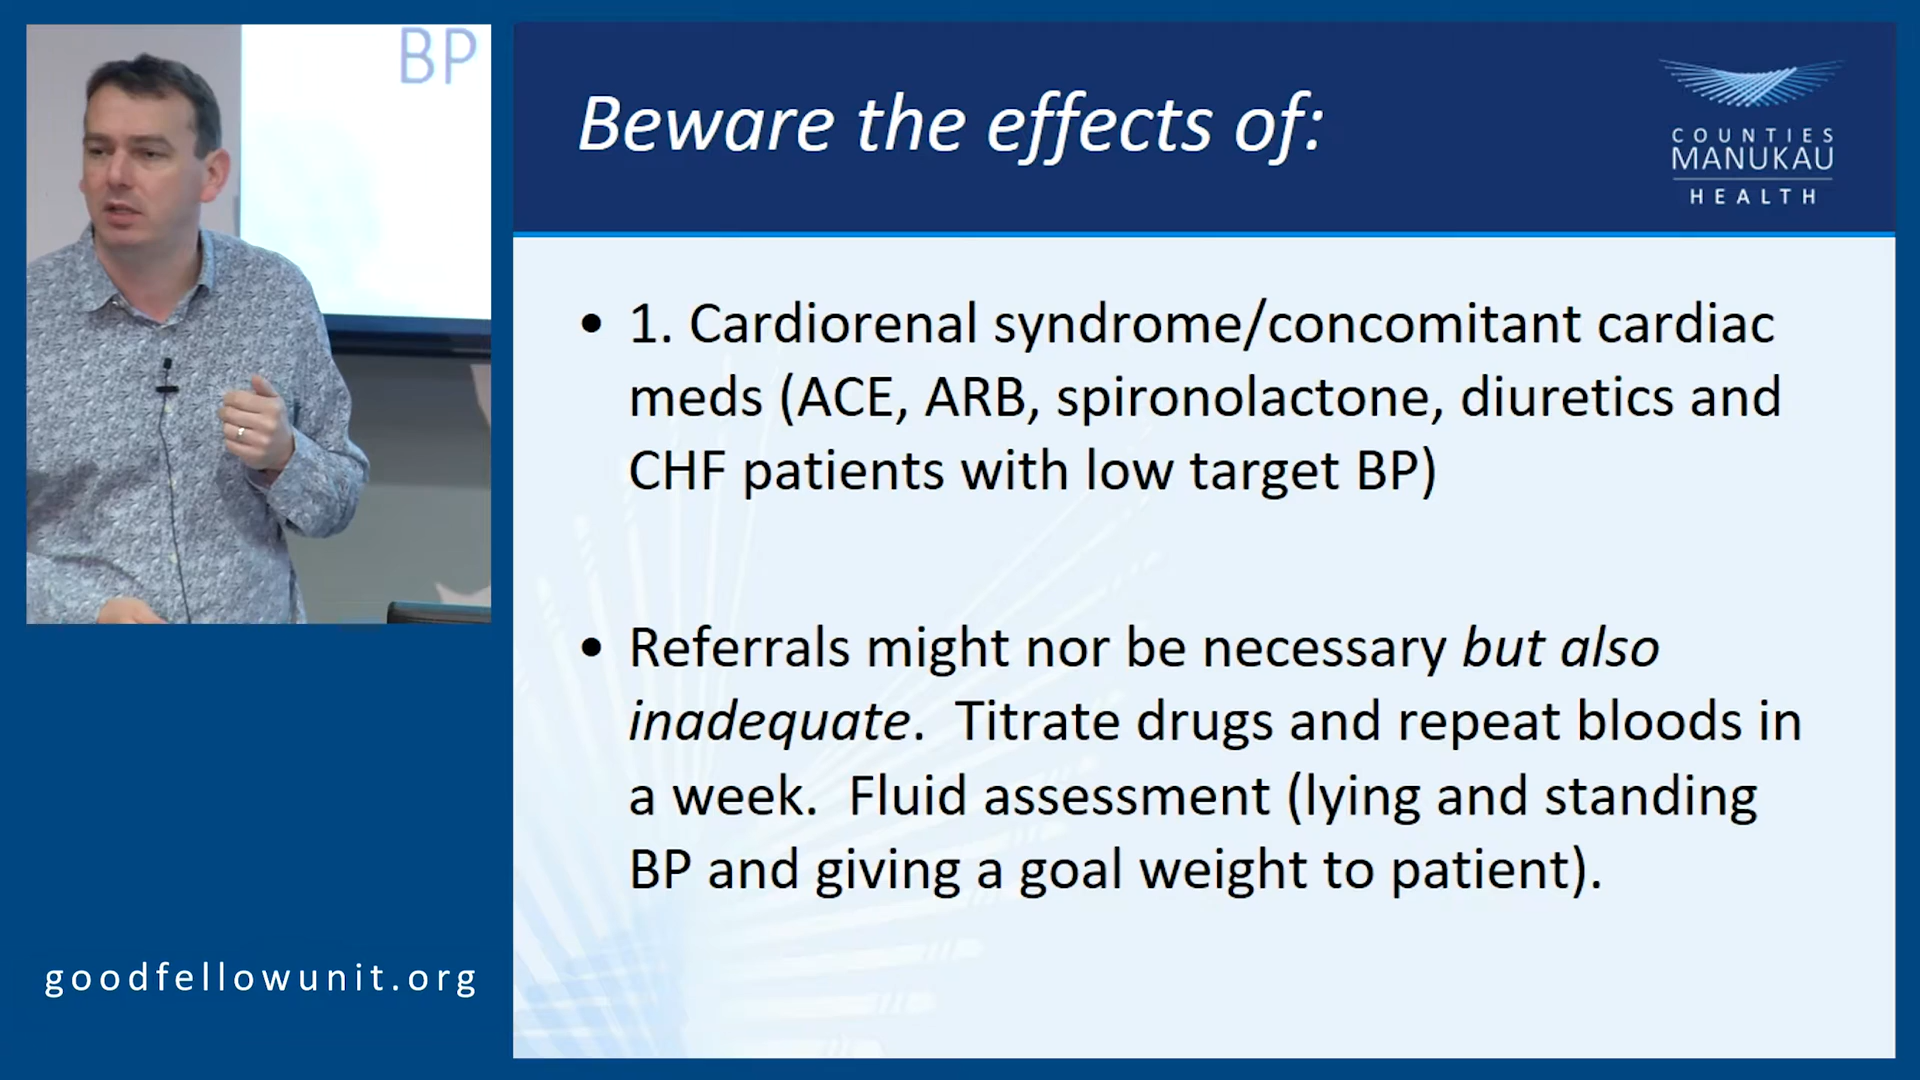 BP
Beware the effects of:
COUNTIES
MANUKAU
HEALTH
• 1. Cardiorenal syndrome/concomitant cardiac
meds (ACE, ARB, spironolactone, diuretics and
CHF patients with low target BP)
• Referrals might nor be necessary but also
inadequate. Titrate drugs and repeat bloods in
a week. Fluid assessment (lying and standing
BP and giving a goal weight to patient).
goodfellowunit.org